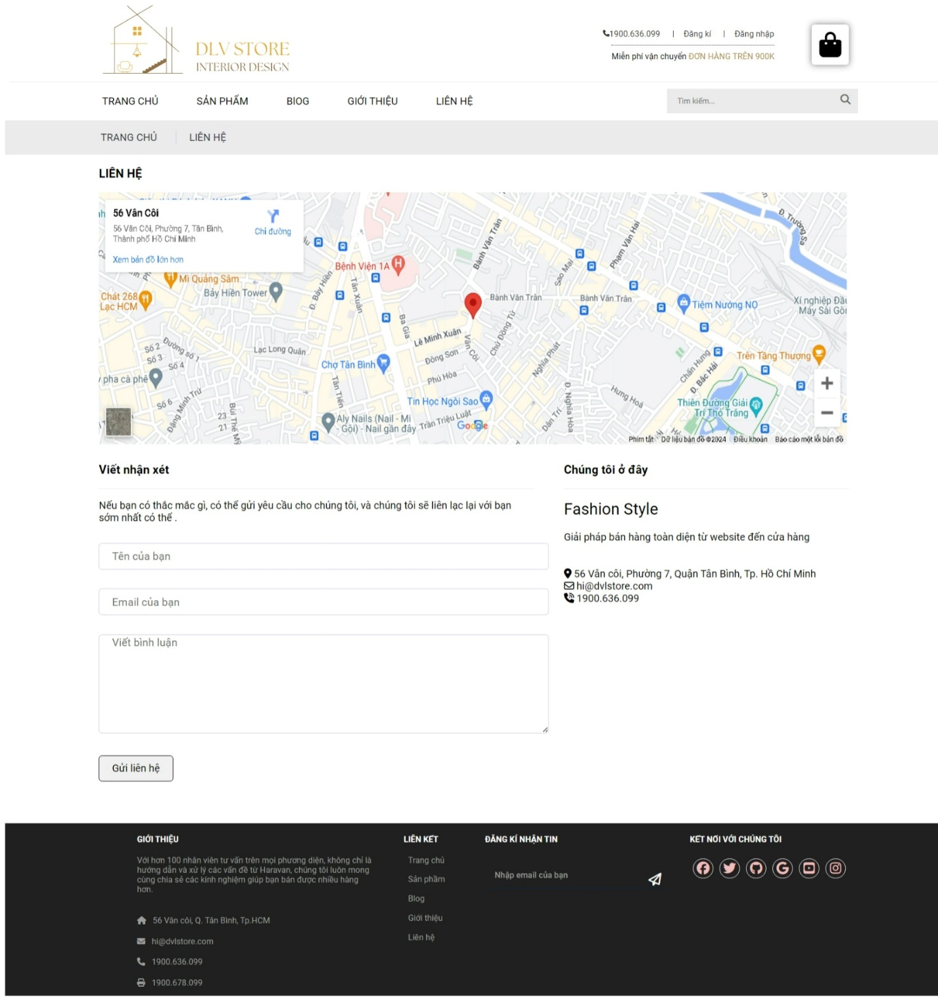 DLV STORE
INTERIOR DESIGN
1900.636.099 | Đăng kí | Đăng nhập
Miễn phí vận chuyển ĐƠN HÀNG TRÊN 900K
TRANG CHỦ SẢN PHẨM BlOG GIỚI THIỆU LIÊN HỆ
Tìm kiếm...
TRANG CHỦ LIÊN HỆ
LIÊN HỆ
56 Vân Côi
56 Vân Côi, Phường 7, Tân Bình,
Thành phố Hồ Chí Minh
Chỉ đường
Xem bản đồ lớn hơn
Đ. Trường Sa
Phạm Văn Hai
Bành Văn Trân
Sao Mai
Bệnh Viện 1A
Mì Quảng Sâm
Bảy Hiền Tower
Đ. Bảy Hiền
Tân Xuân
Chát 268
Lạc HCM
Bành Văn Trân
Bành Văn Trân
Tiệm Nướng NO
Xí nghiệp Đầu
Máy Sài Gòn
Ba Gia
Lê Minh Xuân
Vân Côi
Chử Đồng Tử
Nghĩa Phát
Số 2
Đường số 1
Số 3
Số 4
Lạc Long Quân
Chợ Tân Bình
Đông Sơn
Phú Hòa
Chấn Hưng
Đ. Bắc Hải
Trên Tầng Thượng
pha cà phê
Số 6
Đặng Minh Trứ
Bùi Thế Mỹ
23
21
Tân Tiến
Tin Học Ngôi Sao
Đ. Nghĩa Hòa
Hưng Hoá
Thiên Đường Giải
Trí Thỏ Trắng
Aly Nails (Nail - Mi
- Gội) - Nail gần đây
Trần Triệu Luật
Google
Dân Trí
Phím tắt Dữ liệu bản đồ ©2024 Điều khoản Báo cáo một lỗi bản đồ
Viết nhận xét
Nếu bạn có thắc mắc gì, có thể gửi yêu cầu cho chúng tôi, và chúng tôi sẽ liên lạc lại với bạn
sớm nhất có thể .
Tên của bạn
Email của bạn
Viết bình luận
Gửi liên hệ
Chúng tôi ở đây
Fashion Style
Giải pháp bán hàng toàn diện từ website đến cửa hàng
56 Vân côi, Phường 7, Quận Tân Bình, Tp. Hồ Chí Minh
hi@dvlstore.com
1900.636.099
GIỚI THIỆU
Với hơn 100 nhân viên tư vấn trên mọi phương diện, không chỉ là
hướng dẫn và xử lý các vấn đề từ Haravan, chúng tôi luôn mong
cùng chia sẻ các kinh nghiệm giúp bạn bán được nhiều hàng
hơn.
56 Vân côi, Q. Tân Bình, Tp.HCM
hi@dvlstore.com
1900.636.099
1900.678.099
LIÊN KẾT
Trang chủ
Sản phầm
Blog
Giới thiệu
Liên hệ
ĐĂNG KÍ NHẬN TIN
Nhập email của bạn
KẾT NỐI VỚI CHÚNG TÔI